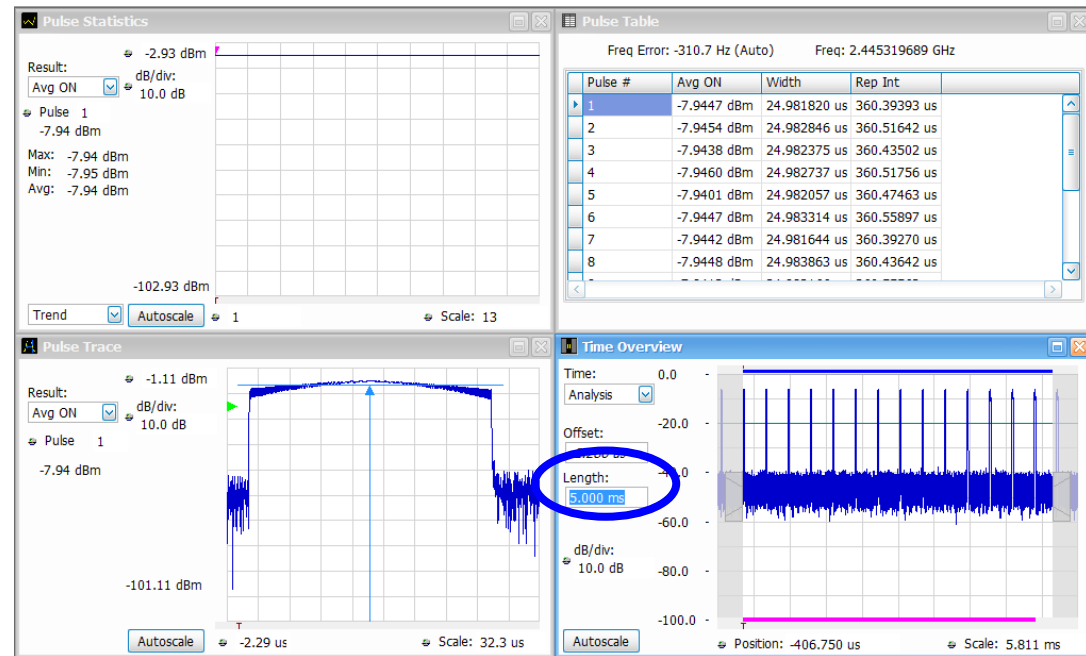 Pulse Statistics
-2.93 dBm
Result:
Avg ON
dB/div:
10.0 dB
Pulse 1
-7.94 dBm
Max: -7.94 dBm
Min: -7.95 dBm
Avg: -7.94 dBm
-102.93 dBm
Trend
Autoscale
1
Scale: 13
Pulse Table
Freq Error: -310.7 Hz (Auto) Freq: 2.445319689 GHz
Pulse # Avg ON Width Rep Int
1 -7.9447 dBm 24.981820 us 360.39393 us
2 -7.9454 dBm 24.982846 us 360.51642 us
3 -7.9438 dBm 24.982375 us 360.43502 us
4 -7.9460 dBm 24.982737 us 360.51756 us
5 -7.9401 dBm 24.982057 us 360.47463 us
6 -7.9447 dBm 24.983314 us 360.55897 us
7 -7.9442 dBm 24.981644 us 360.39270 us
8 -7.9448 dBm 24.983863 us 360.43642 us
Pulse Trace
-1.11 dBm
Result:
Avg ON
dB/div:
10.0 dB
Pulse 1
-7.94 dBm
-101.11 dBm
T
Autoscale
-2.29 us
Scale: 32.3 us
Time Overview
Time:
Analysis
Offset:
Length:
5.000 ms
dB/div:
10.0 dB
0.0
-20.0
-40.0
-60.0
-80.0
-100.0
T
Autoscale
Position: -406.750 us
Scale: 5.811 ms